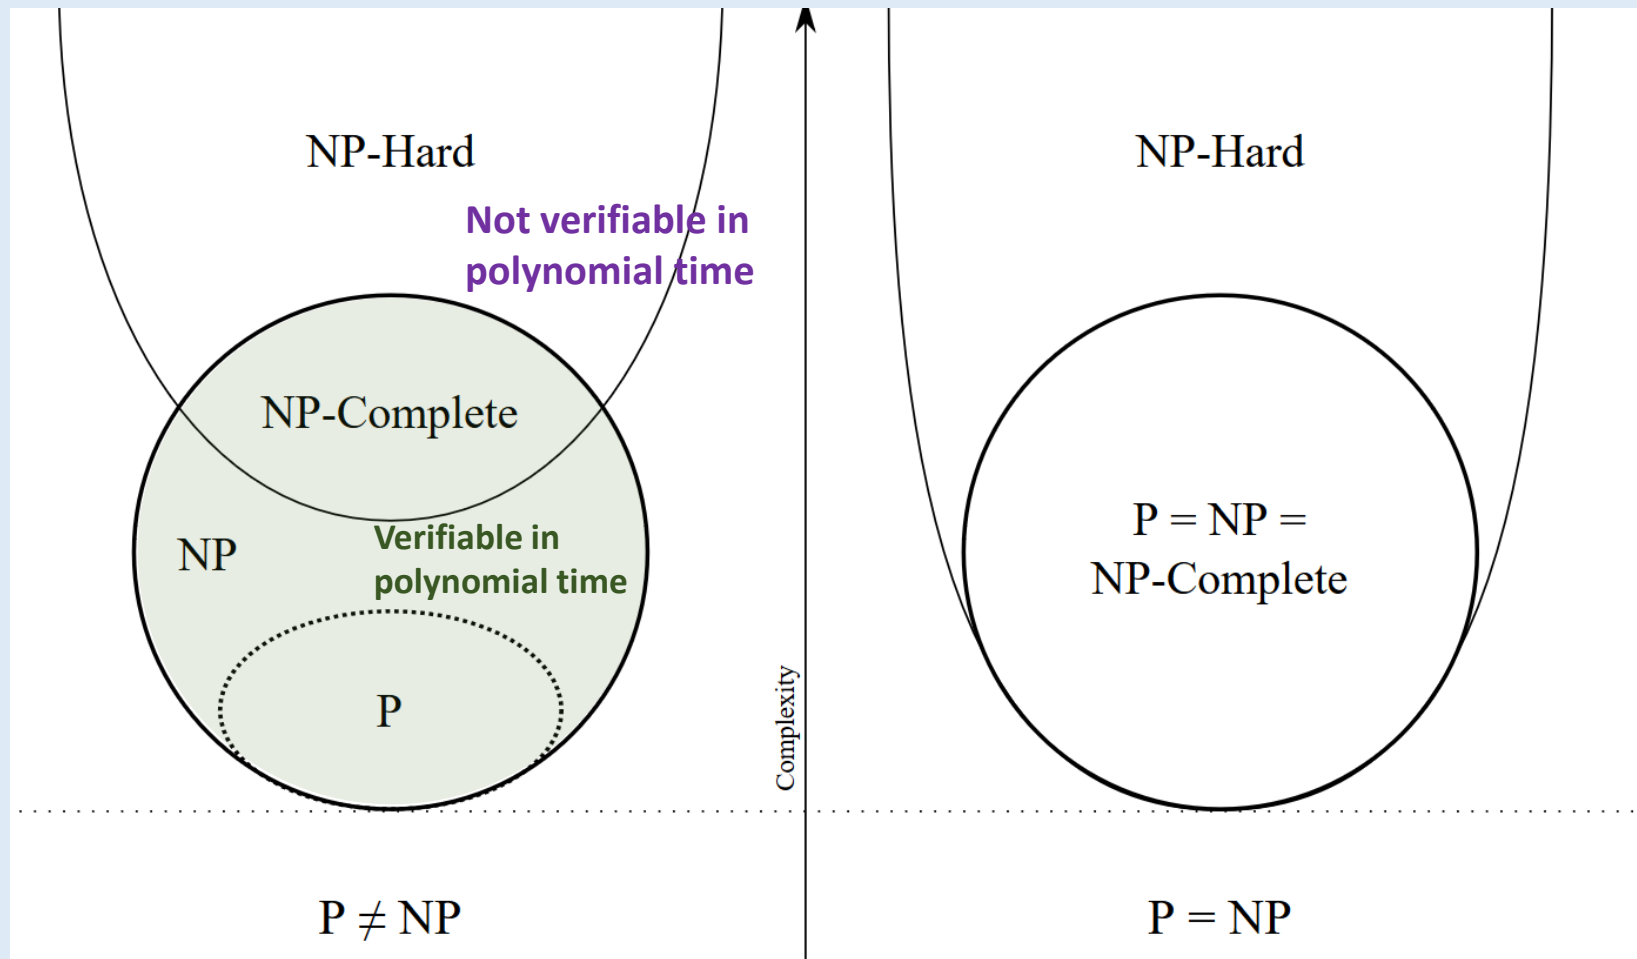 NP-Hard
Not verifiable in
polynomial time
NP-Complete
NP
Verifiable in
polynomial time
P
P ≠ NP
Complexity
NP-Hard
P = NP =
NP-Complete
P = NP